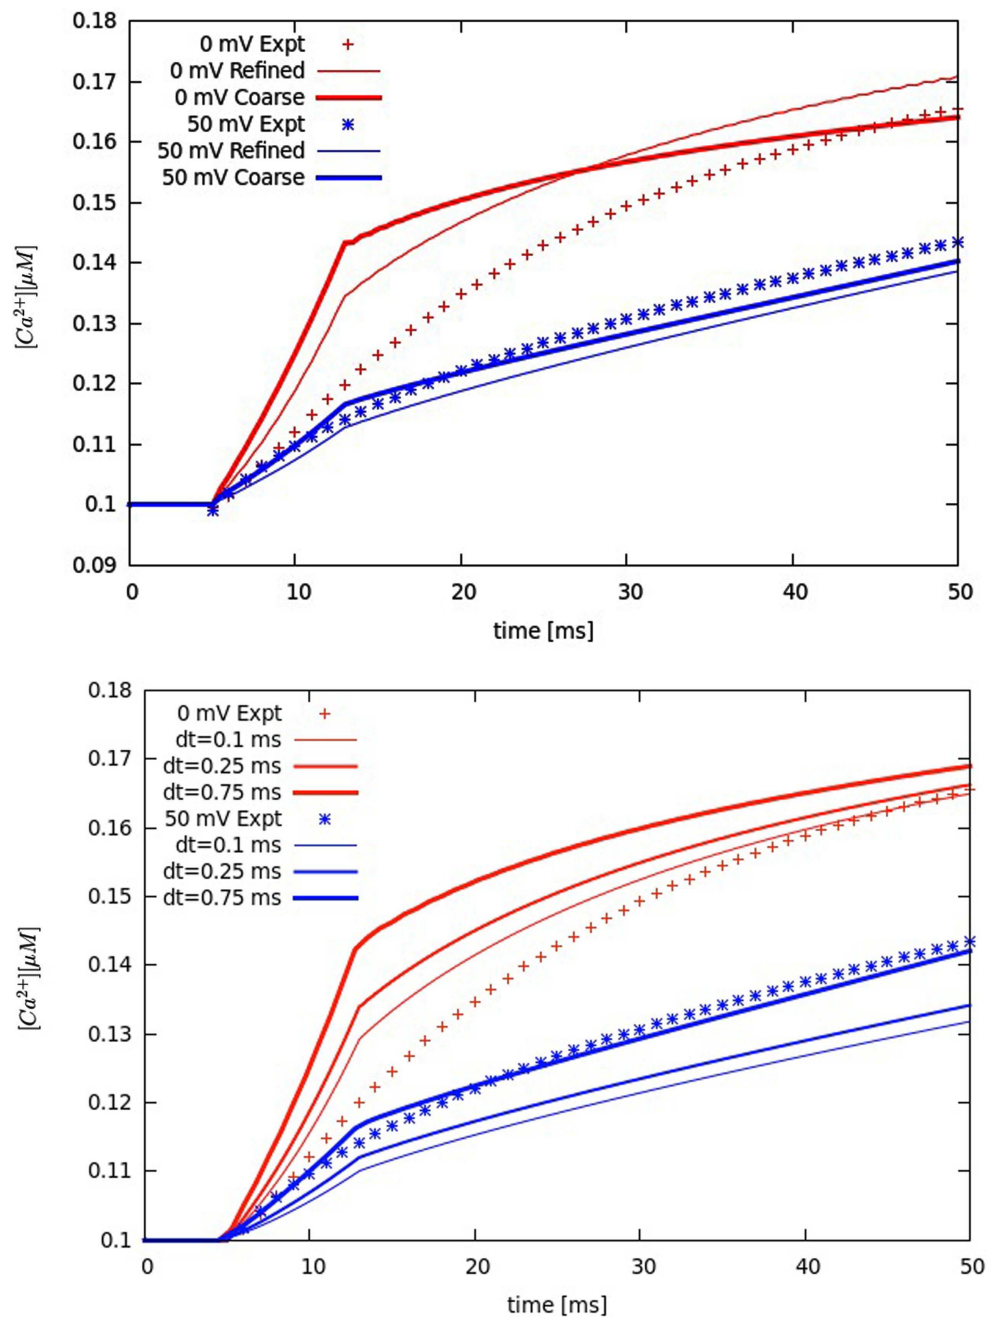 0.18
0.17
0.16
0.15
0.14
0.13
0.12
0.11
0.1
0.09
[Ca²⁺][μM]
0 mV Expt
0 mV Refined
0 mV Coarse
50 mV Expt
50 mV Refined
50 mV Coarse
0 10 20 30 40 50
time [ms]
0.18
0.17
0.16
0.15
0.14
0.13
0.12
0.11
0.1
[Ca²⁺][μM]
0 mV Expt
dt=0.1 ms
dt=0.25 ms
dt=0.75 ms
50 mV Expt
dt=0.1 ms
dt=0.25 ms
dt=0.75 ms
0 10 20 30 40 50
time [ms]